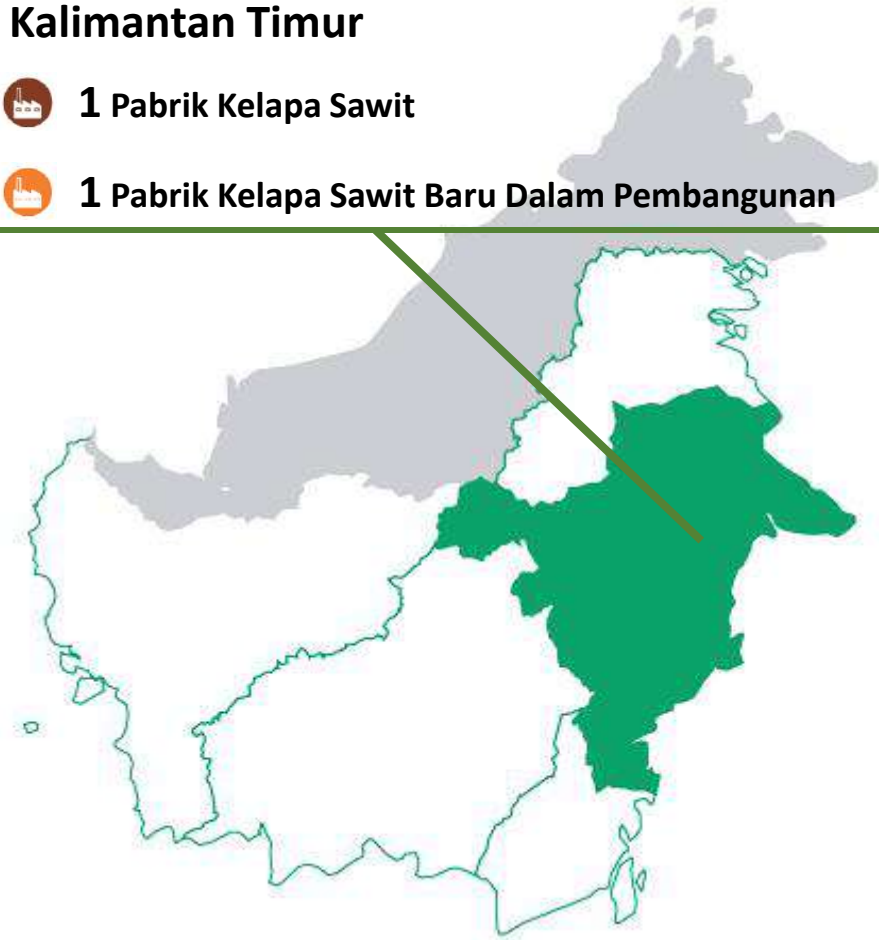 Kalimantan Timur
1 Pabrik Kelapa Sawit
1 Pabrik Kelapa Sawit Baru Dalam Pembangunan